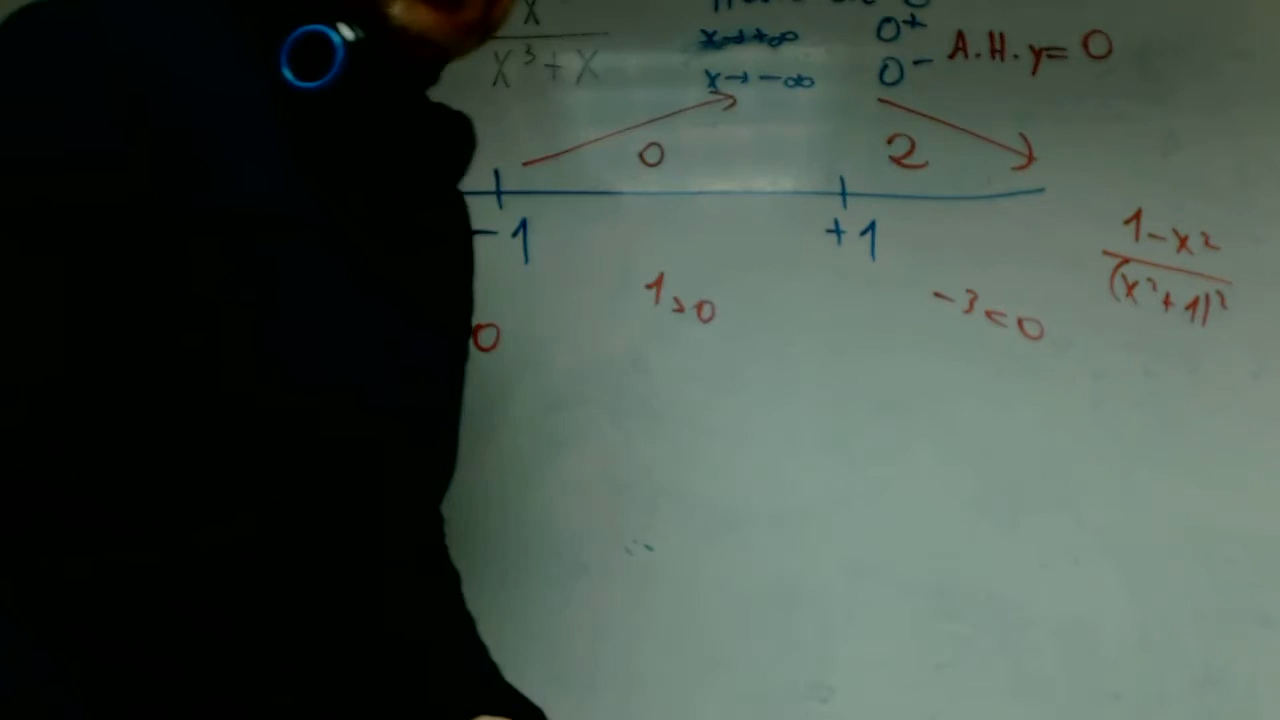 x
x³+x
x→+∞ 0⁺ A.H. y=0
x→-∞ 0⁻
0 2
-1 +1
1>0 -3<0
0
1-x²
(x²+1)²